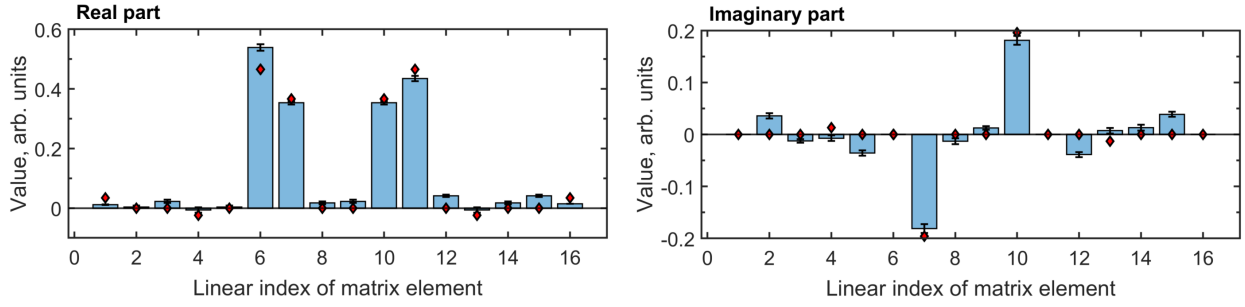 Real part
Value, arb. units
0.6
0.4
0.2
0
0 2 4 6 8 10 12 14 16
Linear index of matrix element
Imaginary part
Value, arb. units
0.2
0.1
0
-0.1
-0.2
0 2 4 6 8 10 12 14 16
Linear index of matrix element